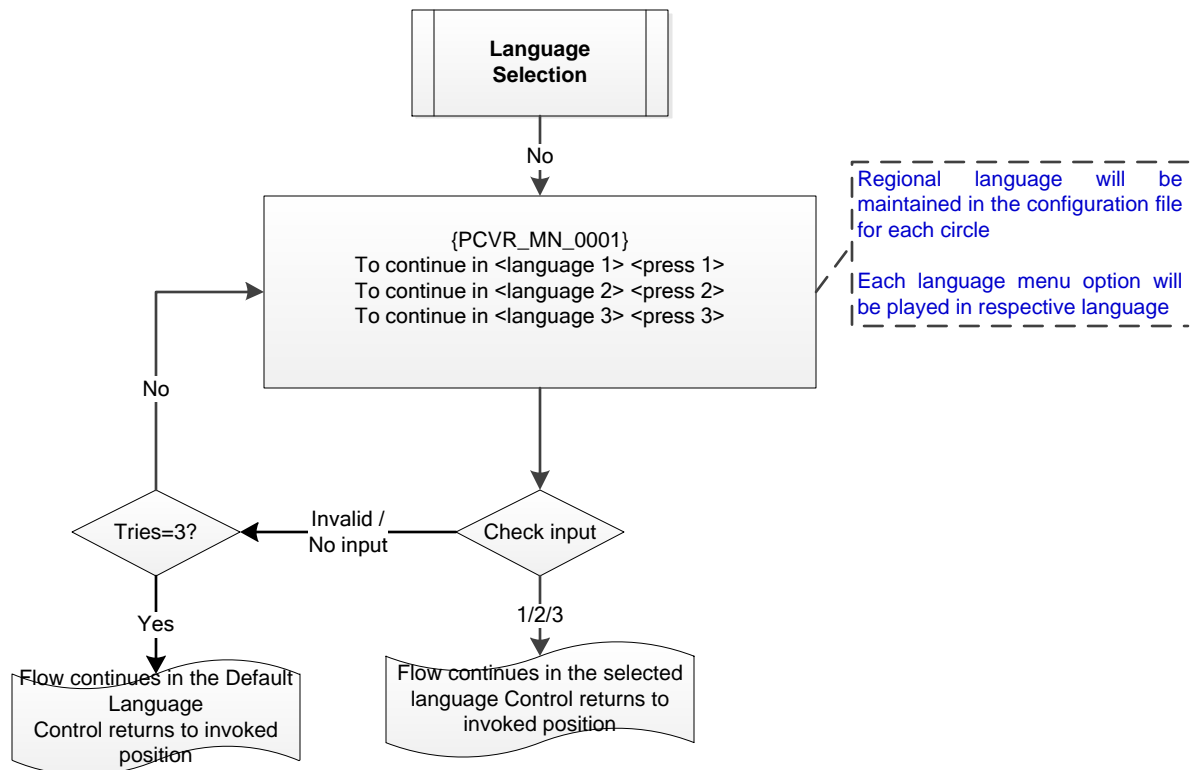 Language
Selection
No
{PCVR_MN_0001}
To continue in <language 1> <press 1>
To continue in <language 2> <press 2>
To continue in <language 3> <press 3>
Regional language will be
maintained in the configuration file
for each circle
Each language menu option will
be played in respective language
No
Tries=3?
Invalid /
No input
Check input
Yes
1/2/3
Flow continues in the Default
Language
Control returns to invoked
position
Flow continues in the selected
language Control returns to
invoked position